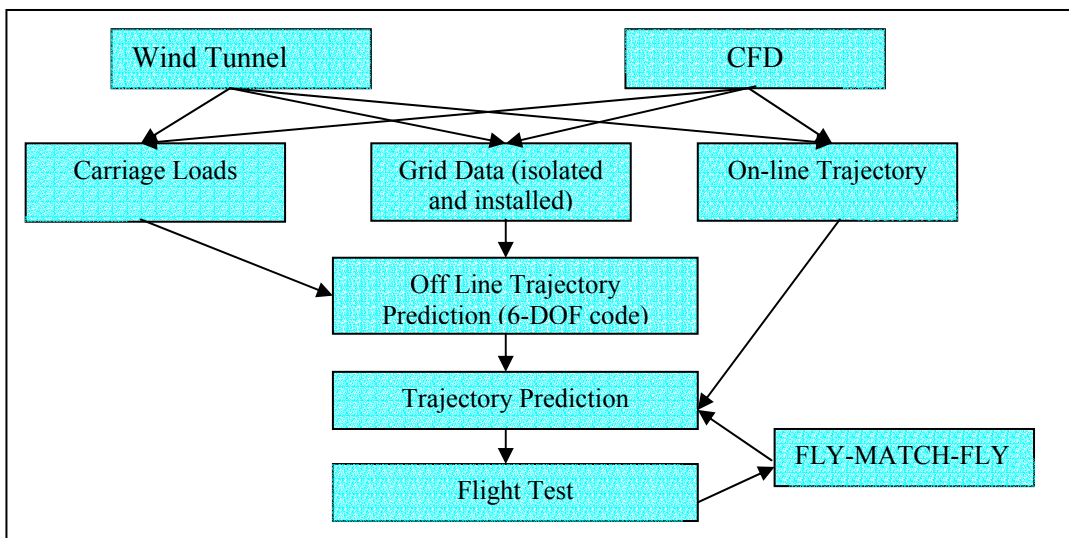 Wind Tunnel
CFD
Carriage Loads
Grid Data (isolated
and installed)
On-line Trajectory
Off Line Trajectory
Prediction (6-DOF code)
Trajectory Prediction
FLY-MATCH-FLY
Flight Test